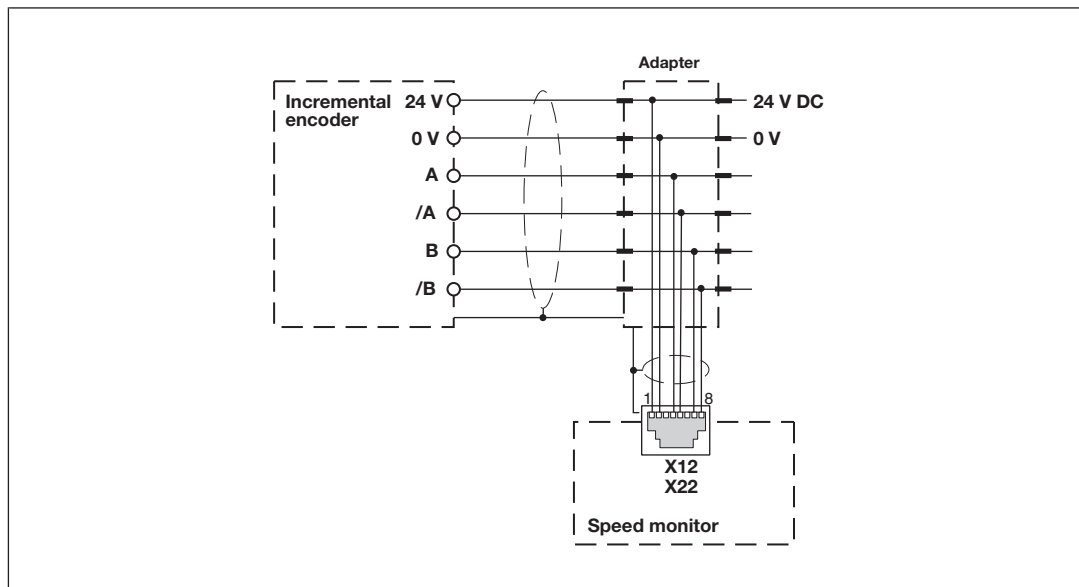 Adapter
Incremental
encoder
24 V
0 V
A
/A
B
/B
24 V DC
0 V
1
8
X12
X22
Speed monitor